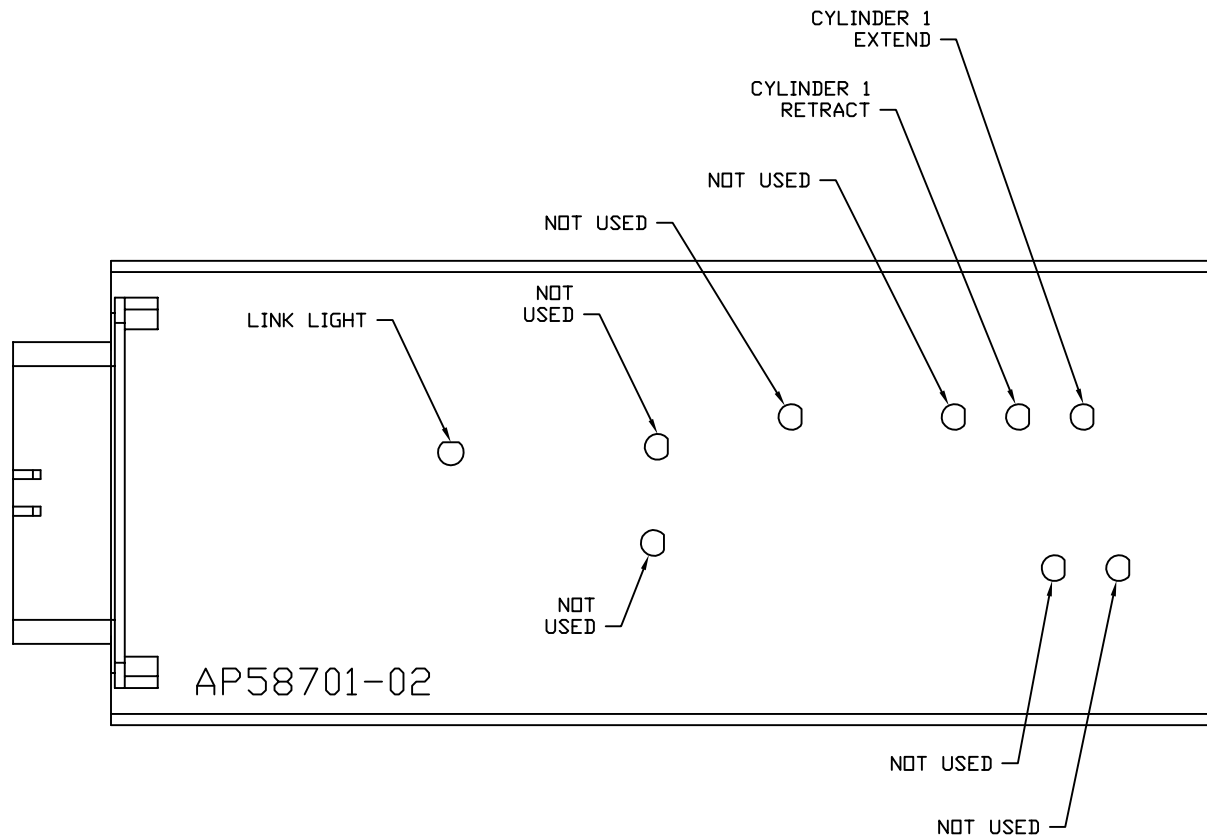 CYLINDER 1
EXTEND
CYLINDER 1
RETRACT
NOT USED
NOT USED
NOT
USED
LINK LIGHT
NOT
USED
AP58701-02
NOT USED
NOT USED